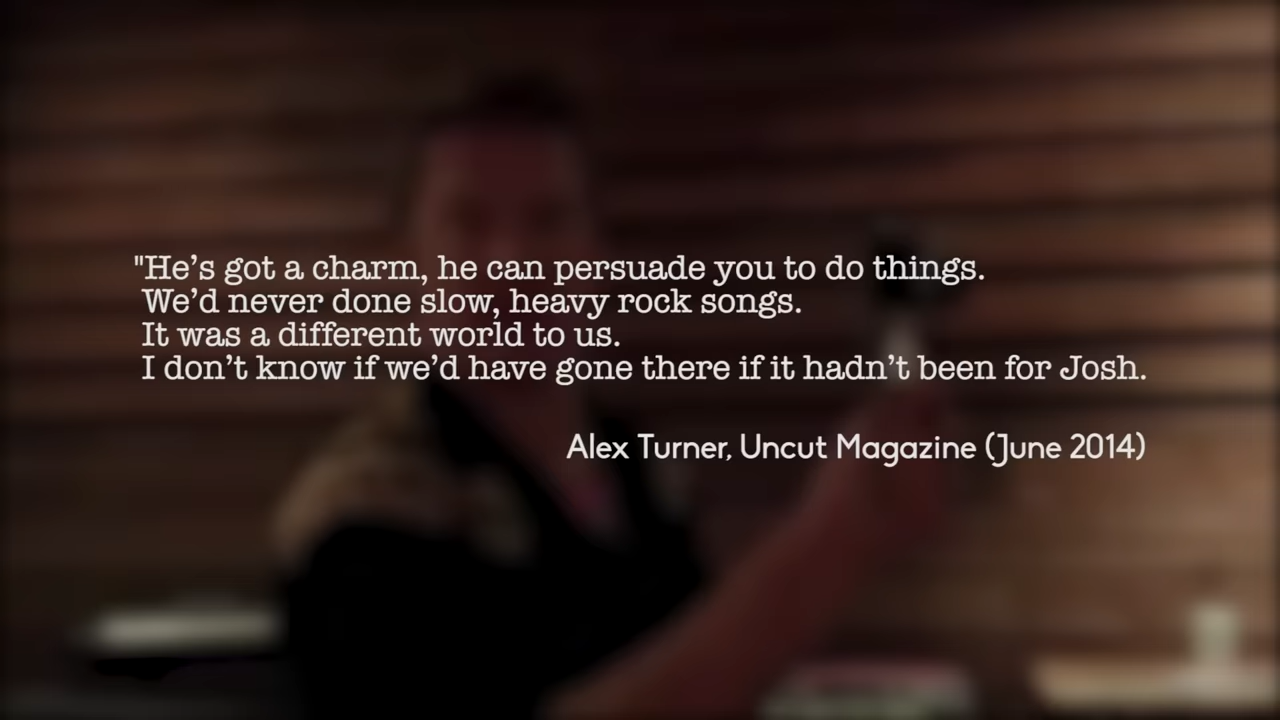 "He’s got a charm, he can persuade you to do things.
We’d never done slow, heavy rock songs.
It was a different world to us.
I don’t know if we’d have gone there if it hadn’t been for Josh.
Alex Turner, Uncut Magazine (June 2014)